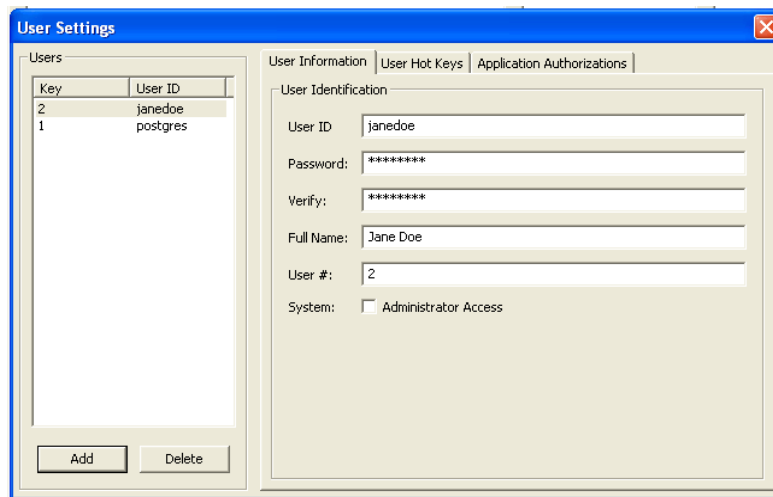 User Settings
Users
Key User ID
2 janedoe
1 postgres
Add Delete
User Information User Hot Keys Application Authorizations
User Identification
User ID janedoe
Password: ********
Verify: ********
Full Name: Jane Doe
User #: 2
System: Administrator Access